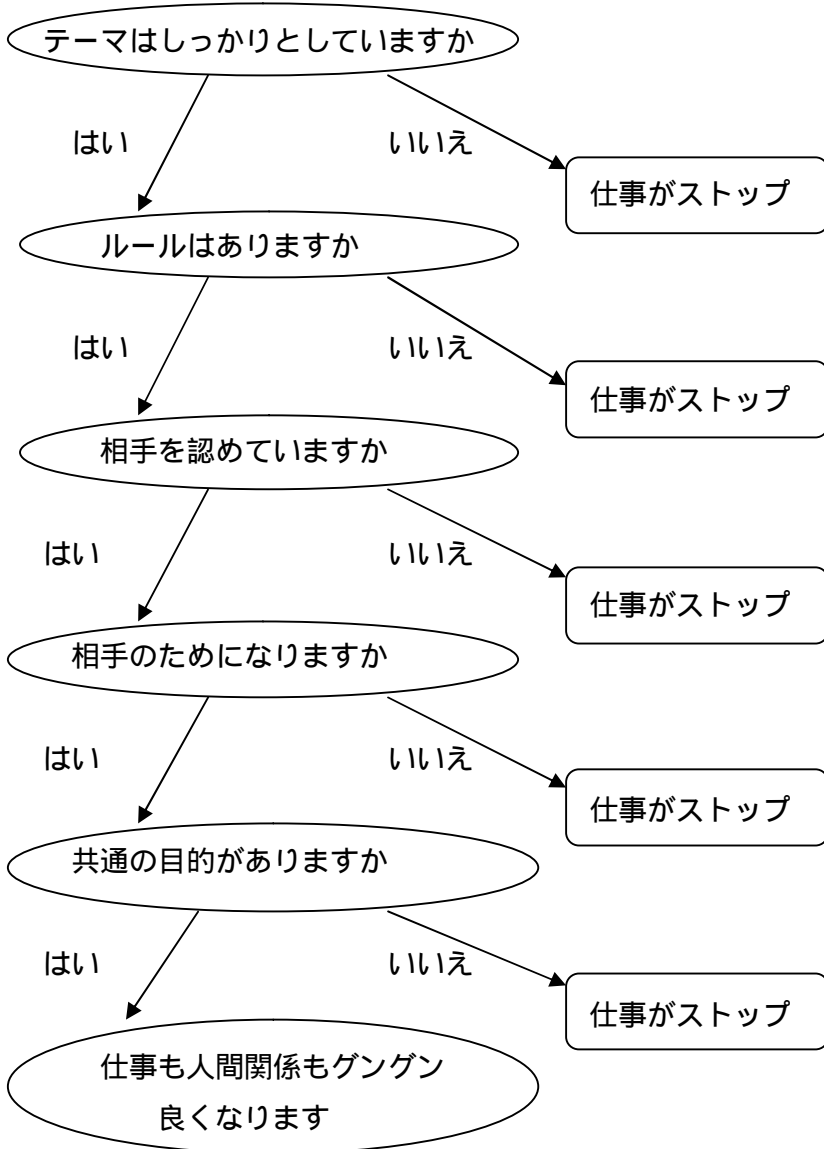 テーマはしっかりとしていますか
はい
いいえ
仕事がストップ
ルールはありますか
はい
いいえ
仕事がストップ
相手を認めていますか
はい
いいえ
仕事がストップ
相手のためになりますか
はい
いいえ
仕事がストップ
共通の目的がありますか
はい
いいえ
仕事がストップ
仕事も人間関係もグングン
良くなります